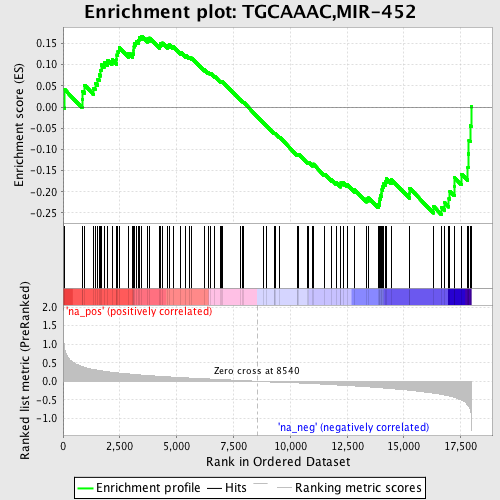 Enrichment plot: TGCAAAC,MIR-452
Enrichment score (ES)
0.15
0.10
0.05
0.00
-0.05
-0.10
-0.15
-0.20
-0.25
'na_pos' (positively correlated)
Ranked list metric (PreRanked)
2.0
1.5
1.0
0.5
0.0
-0.5
-1.0
Zero cross at 8540
'na_neg' (negatively correlated)
0
2,500
5,000
7,500
10,000
12,500
15,000
17,500
Rank in Ordered Dataset
Enrichment profile
Hits
Ranking metric scores